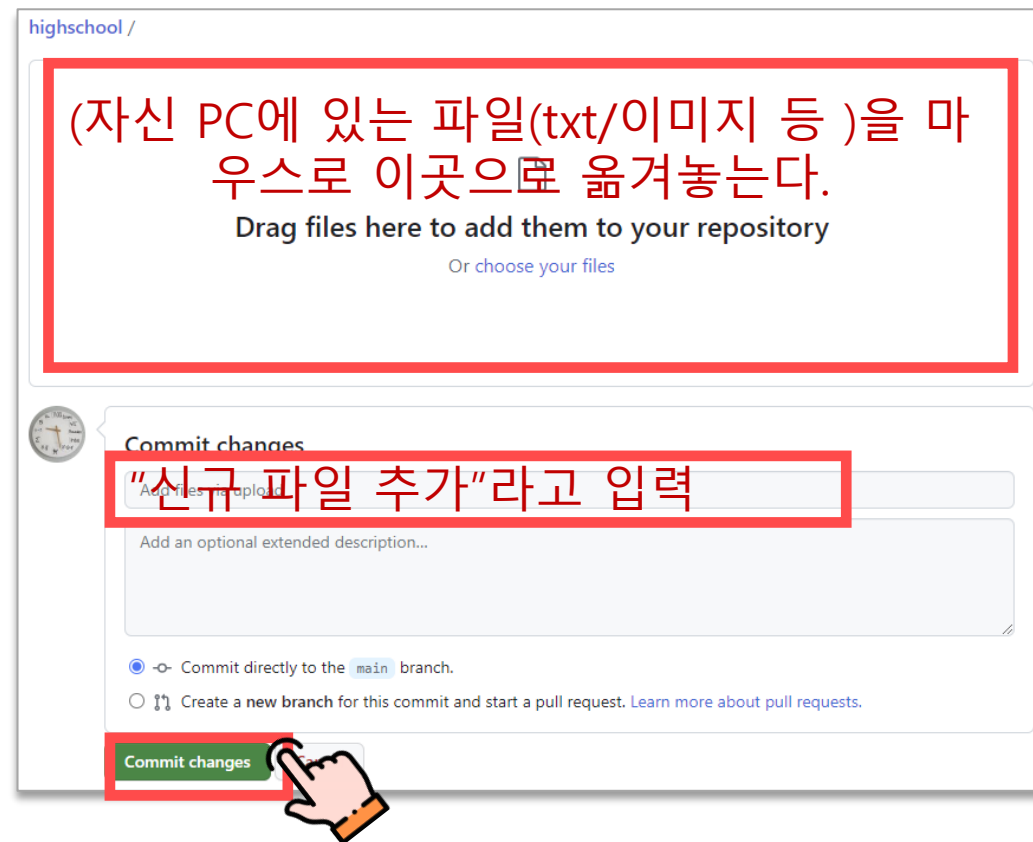 highschool /
(자신 PC에 있는 파일(txt/이미지 등 )을 마
우스로 이곳으로 옮겨놓는다.
Drag files here to add them to your repository
Or choose your files
Commit changes
Add files via upload
"신규 파일 추가"라고 입력
Add an optional extended description...
Commit directly to the main branch.
Create a new branch for this commit and start a pull request. Learn more about pull requests.
Commit changes